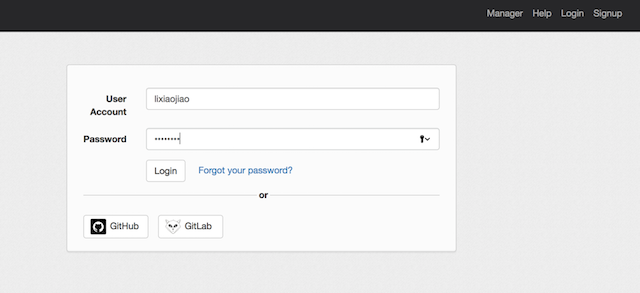 Manager Help Login Signup
User Account
lixiaojiao
Password
••••••••
Login Forgot your password?
or
GitHub GitLab